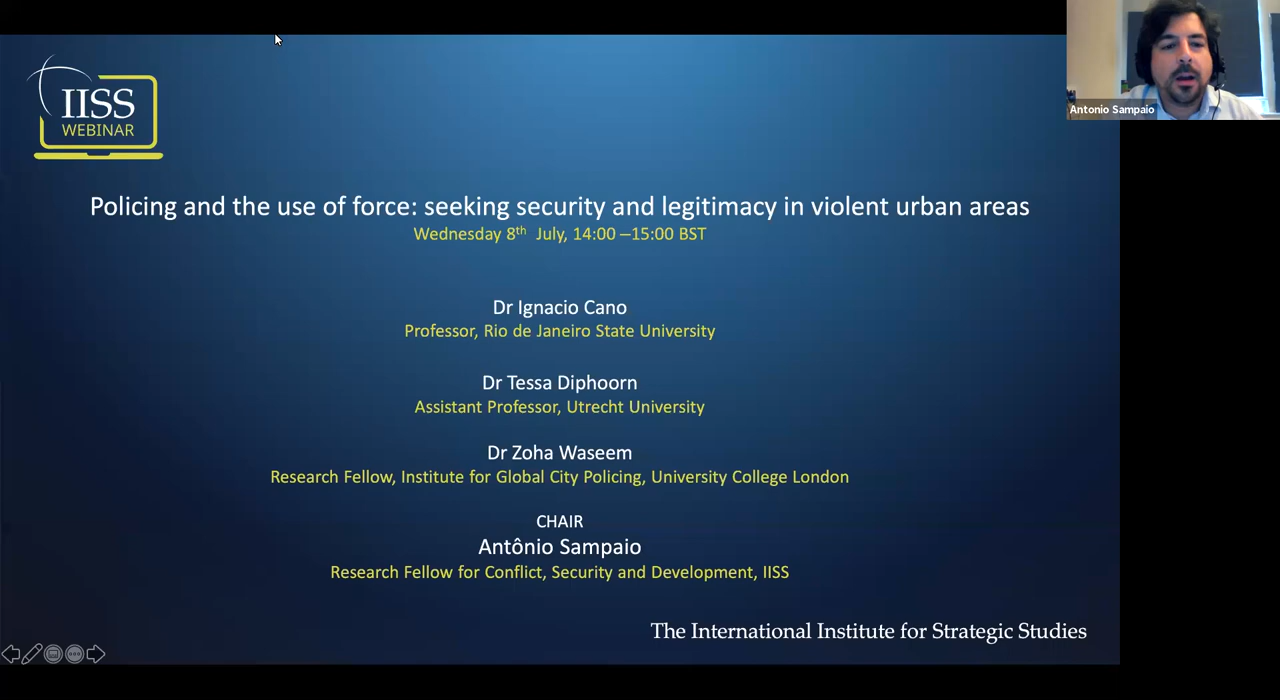 IISS
WEBINAR
Antonio Sampaio
Policing and the use of force: seeking security and legitimacy in violent urban areas
Wednesday 8th July, 14:00 –15:00 BST
Dr Ignacio Cano
Professor, Rio de Janeiro State University
Dr Tessa Diphoorn
Assistant Professor, Utrecht University
Dr Zoha Waseem
Research Fellow, Institute for Global City Policing, University College London
CHAIR
Antônio Sampaio
Research Fellow for Conflict, Security and Development, IISS
The International Institute for Strategic Studies